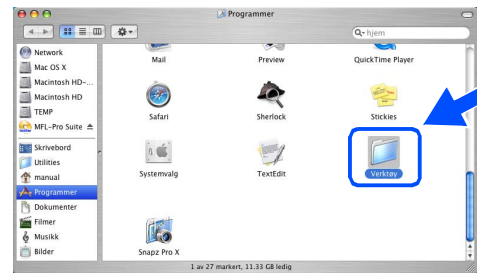 Programmer
hjem
Network
Mac OS X
Macintosh HD-...
Macintosh HD
TEMP
MFL-Pro Suite
Skrivebord
Utilities
manual
Programmer
Dokumenter
Filmer
Musikk
Bilder
Mail
Preview
QuickTime Player
Safari
Sherlock
Stickies
Systemvalg
TextEdit
Verktøy
Snapz Pro X
1 av 27 markert, 11.33 GB ledig